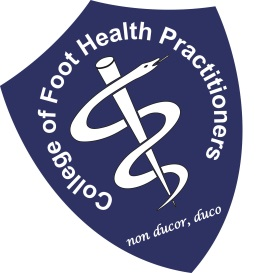 College of Foot Health Practitioners
non ducor, duco